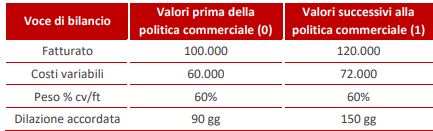 Voce di bilancio Valori prima della politica commerciale (0) Valori successivi alla politica commerciale (1)
Fatturato 100.000 120.000
Costi variabili 60.000 72.000
Peso % cv/ft 60% 60%
Dilazione accordata 90 gg 150 gg